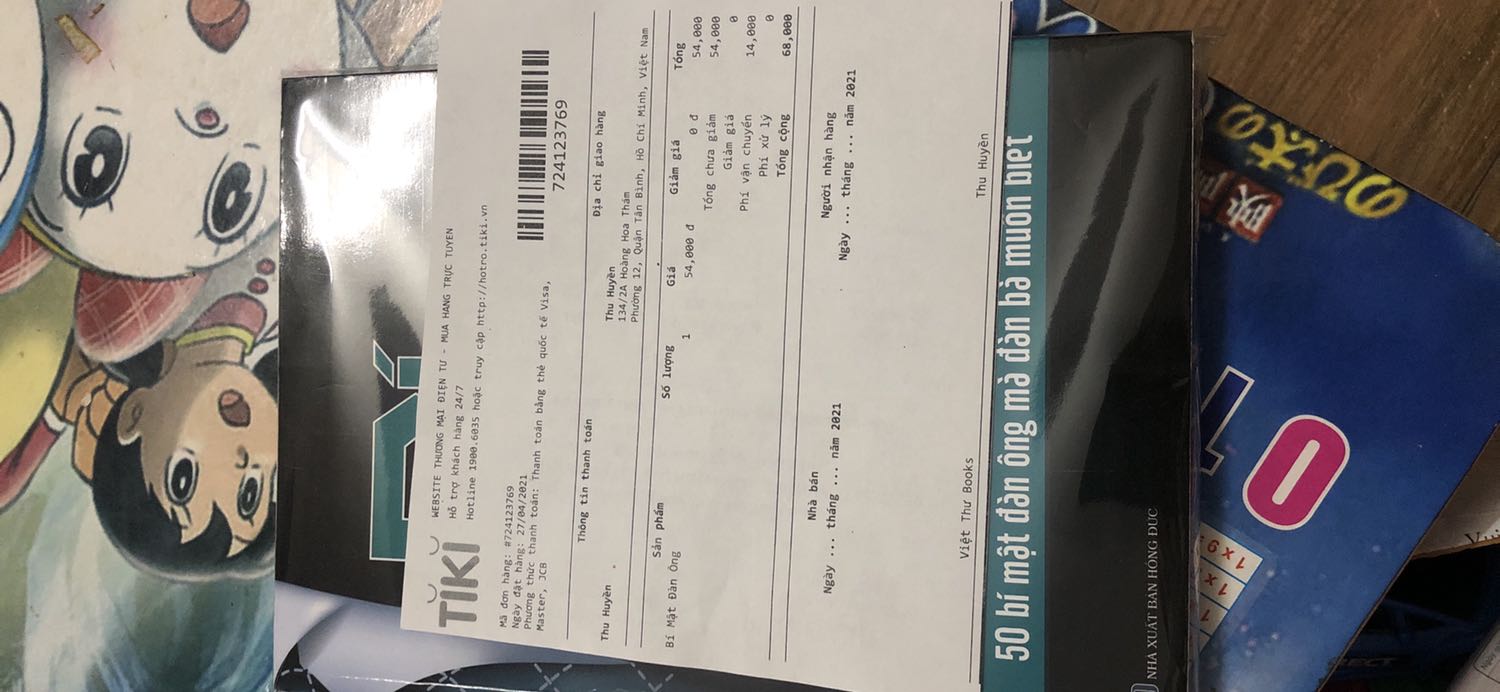 TIKI
WEBSITE THƯƠNG MẠI ĐIỆN TỬ - MUA HÀNG TRỰC TUYẾN
Hỗ trợ khách hàng 24/7
Hotline 1900.6035 hoặc truy cập http://hotro.tiki.vn
Mã đơn hàng: #724123769
Ngày đặt hàng: 27/04/2021
Phương thức thanh toán: Thanh toán bằng thẻ quốc tế Visa,
Master, JCB
724123769
Thông tin thanh toán Địa chỉ giao hàng
Thu Huyền Thu Huyền
134/2A Hoàng Hoa Thám
Phường 12, Quận Tân Bình, Hồ Chí Minh, Việt Nam
Sản phẩm Số lượng Giá Giảm giá Tổng
Bí Mật Đàn Ông 1 54,000 đ 0 đ 54,000
Tổng chưa giảm 54,000
Giảm giá 0
Phí vận chuyển 14,000
Phí xử lý 0
Tổng cộng 68,000
Nhà bán Người nhận hàng
Ngày ... tháng ... năm 2021 Ngày ... tháng ... năm 2021
Việt Thư Books Thu Huyền
50 bí mật đàn ông mà đàn bà muốn biết
NHÀ XUẤT BẢN HỒNG ĐỨC
10
1x9
1x